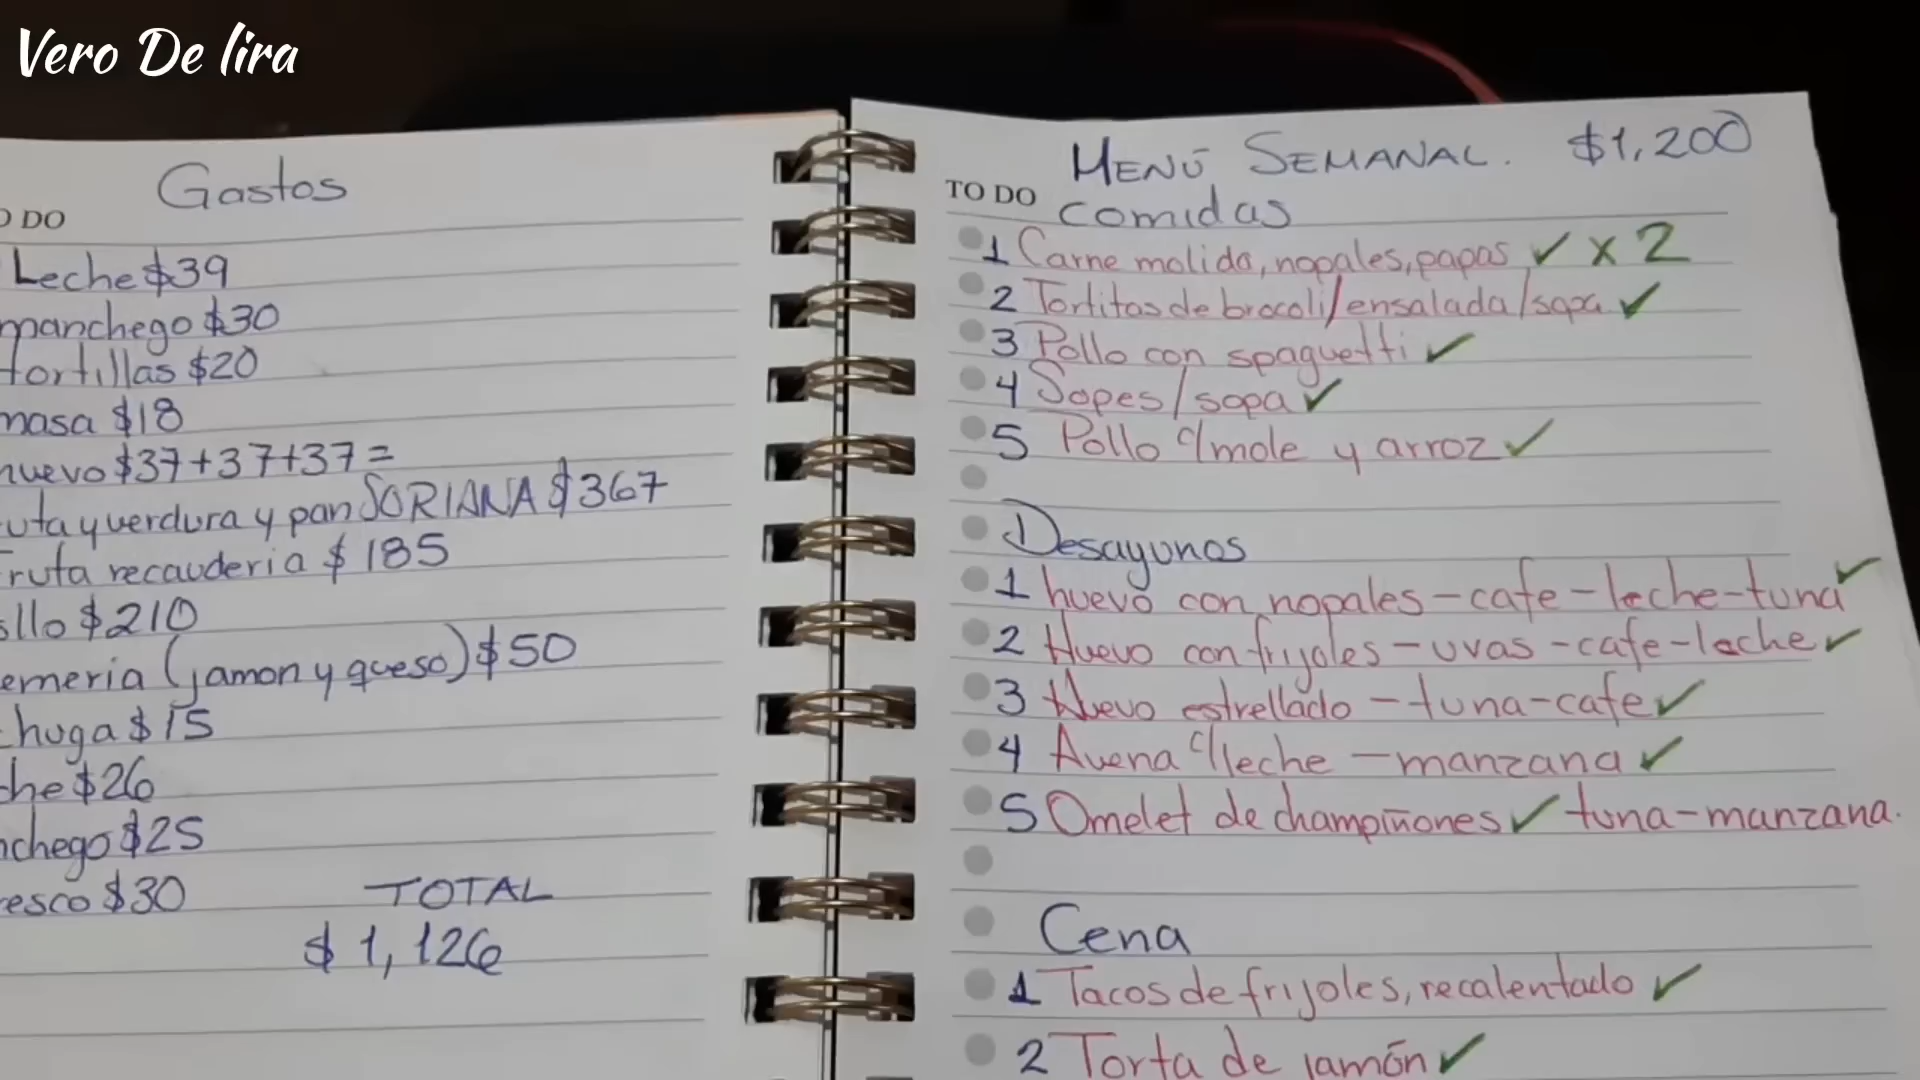 Vero De lira
Gastos
DO
Leche $39
manchego $30
tortillas $20
masa $18
huevo $37+37+37=
uta y verdura y pan SORIANA $367
ruta recauderia $185
ollo $210
emeria (jamon y queso) $50
chuga $15
che $26
nchego $25
resco $30
TOTAL
$1,126
MENÚ SEMANAL. $1,200
TO DO
comidas
1 Carne molida, nopales, papas ✓ x 2
2 Tortitas de brocoli/ensalada/sopa ✓
3 Pollo con spaguetti ✓
4 Sopes/sopa ✓
5 Pollo c/mole y arroz ✓
Desayunos
1 huevo con nopales - cafe - leche - tuna ✓
2 Huevo con frijoles - uvas - cafe - leche ✓
3 Huevo estrellado - tuna - cafe ✓
4 Avena c/leche - manzana ✓
5 Omelet de champiñones ✓ tuna - manzana.
Cena
1 Tacos de frijoles, recalentado ✓
2 Torta de jamón ✓